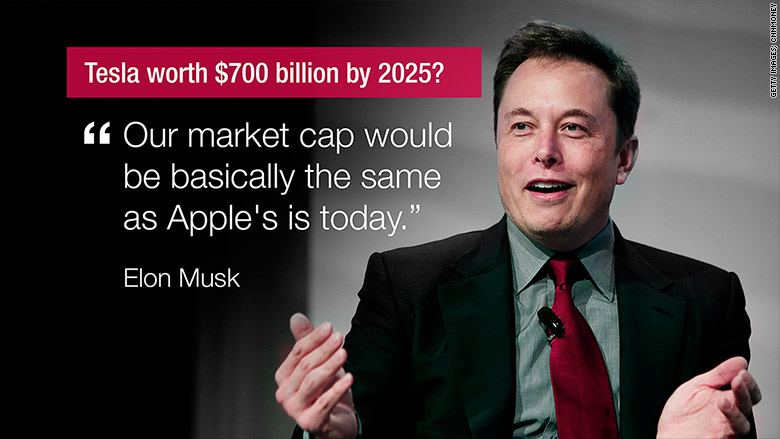 Tesla worth $700 billion by 2025?
“ Our market cap would
be basically the same
as Apple's is today.”
Elon Musk
GETTY IMAGES/CNNMONEY